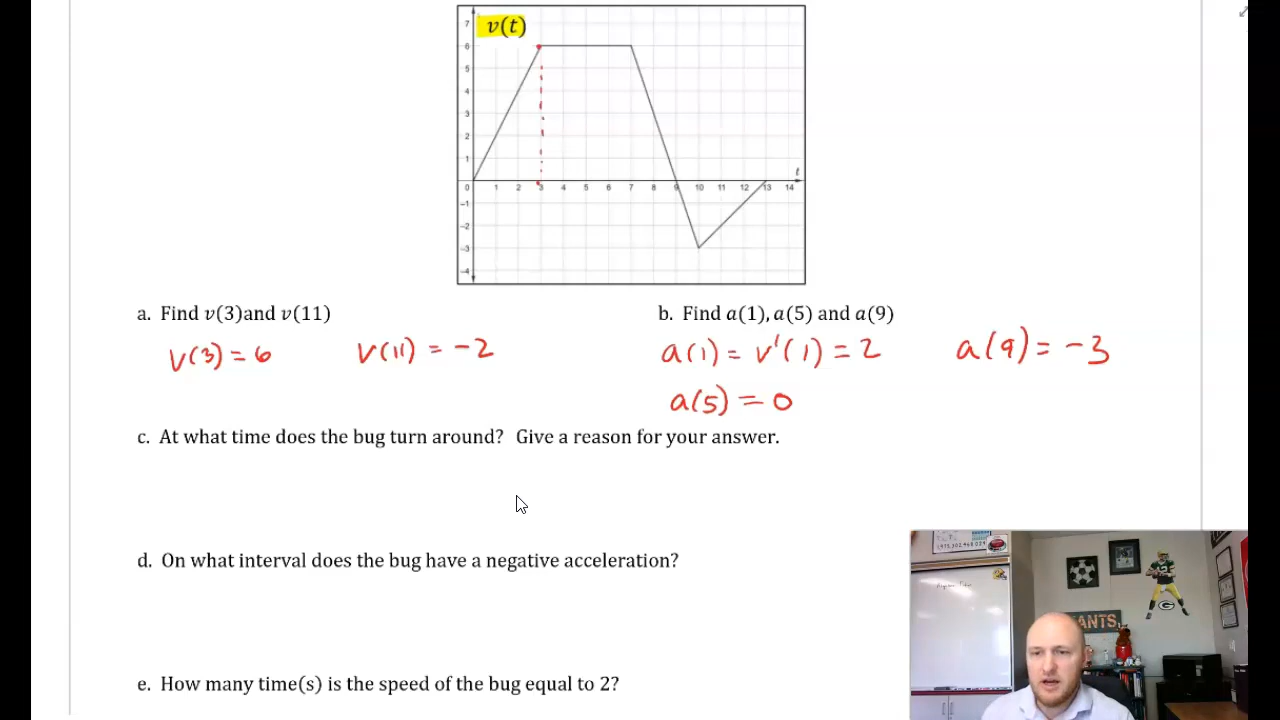 v(t)
7
6
5
4
3
2
1
0 1 2 3 4 5 6 7 8 9 10 11 12 13 14
t
−1
−2
−3
−4
a. Find v(3)and v(11)
b. Find a(1), a(5) and a(9)
v(3) = 6
v(11) = −2
a(1) = v'(1) = 2
a(9) = −3
a(5) = 0
c. At what time does the bug turn around? Give a reason for your answer.
d. On what interval does the bug have a negative acceleration?
e. How many time(s) is the speed of the bug equal to 2?
ANTS
G